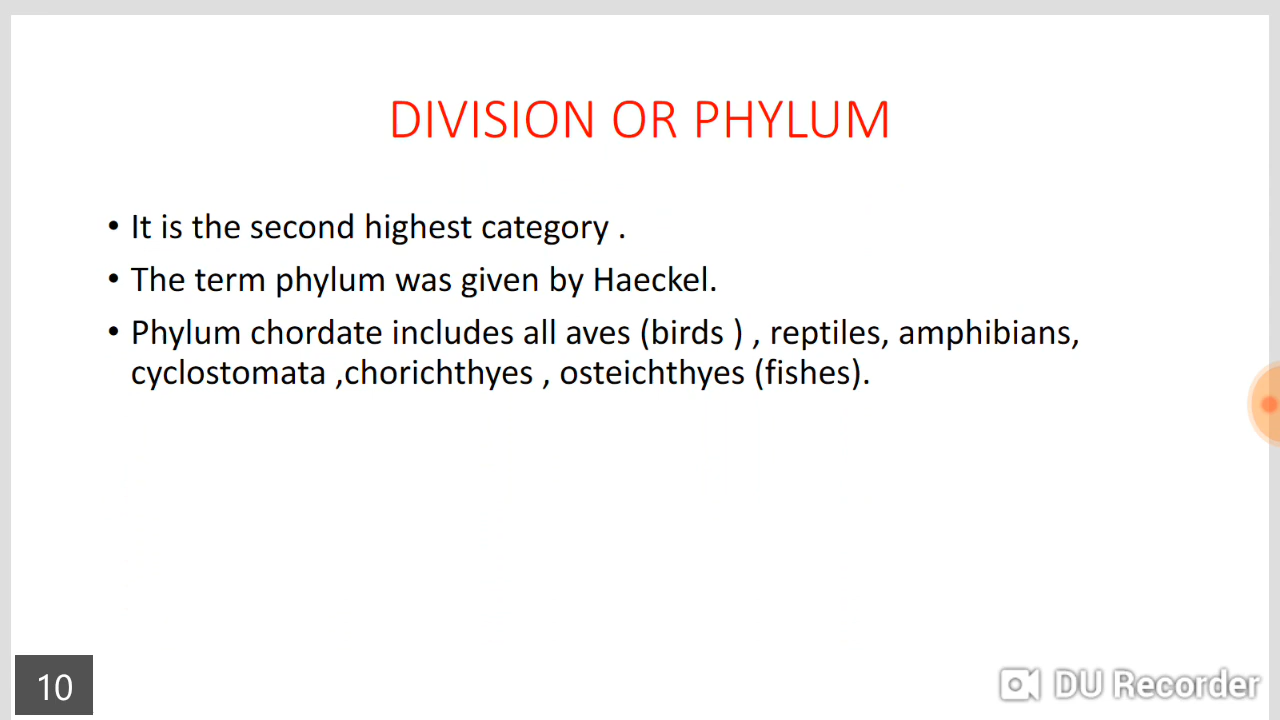 DIVISION OR PHYLUM
• It is the second highest category .
• The term phylum was given by Haeckel.
• Phylum chordate includes all aves (birds ) , reptiles, amphibians,
cyclostomata ,chorichthyes , osteichthyes (fishes).
10
DU Recorder